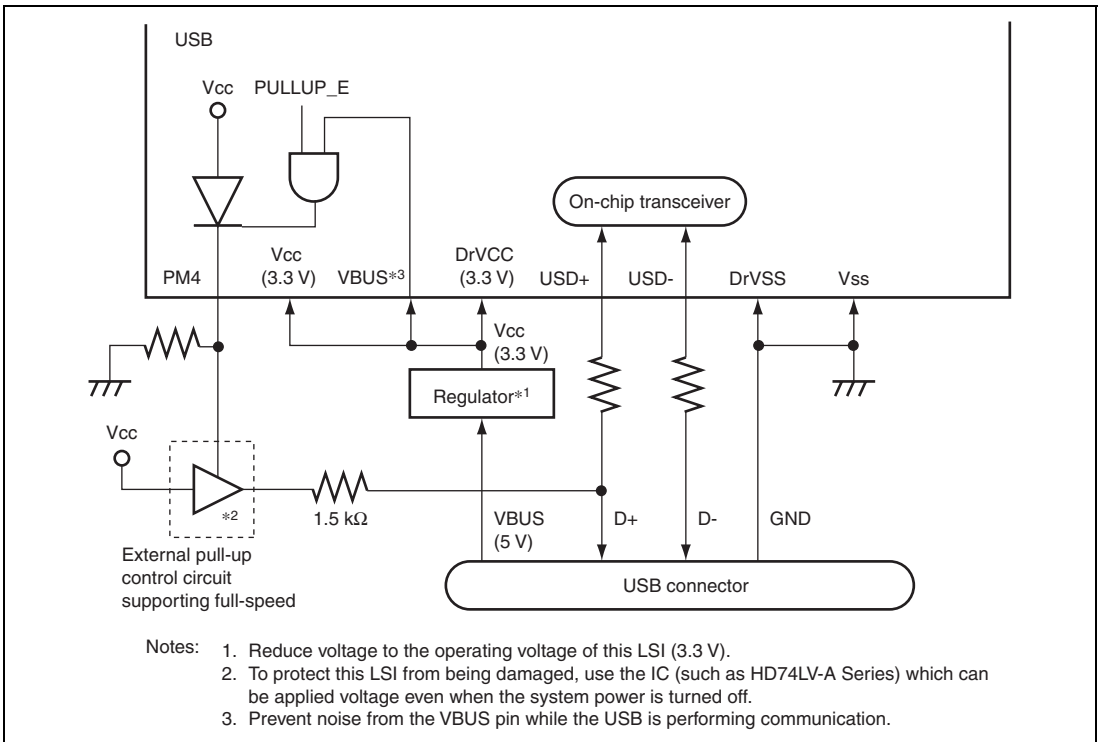 USB
Vcc PULLUP_E
On-chip transceiver
PM4 Vcc (3.3 V) VBUS*3 DrVCC (3.3 V) USD+ USD- DrVSS Vss
Vcc
(3.3 V)
Regulator*1
Vcc
*2
1.5 kΩ
VBUS
(5 V)
D+ D- GND
External pull-up
control circuit
supporting full-speed
USB connector
Notes: 1. Reduce voltage to the operating voltage of this LSI (3.3 V).
2. To protect this LSI from being damaged, use the IC (such as HD74LV-A Series) which can
be applied voltage even when the system power is turned off.
3. Prevent noise from the VBUS pin while the USB is performing communication.